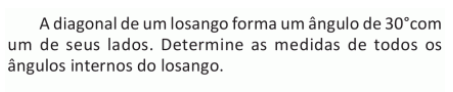 A diagonal de um losango forma um ângulo de 30°com
um de seus lados. Determine as medidas de todos os
ângulos internos do losango.